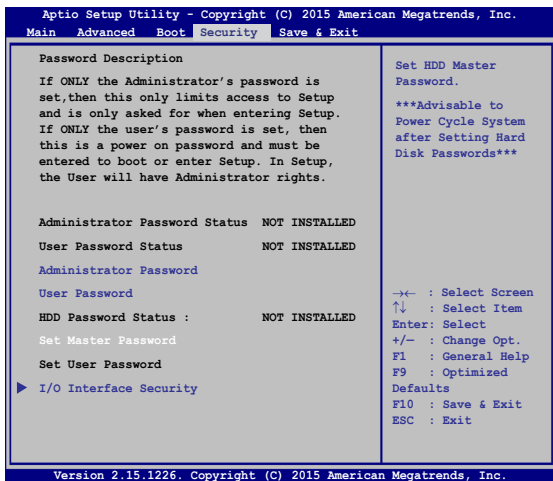 Aptio Setup Utility - Copyright (C) 2015 American Megatrends, Inc.
Main Advanced Boot Security Save & Exit
Password Description
If ONLY the Administrator's password is
set,then this only limits access to Setup
and is only asked for when entering Setup.
If ONLY the user's password is set, then
this is a power on password and must be
entered to boot or enter Setup. In Setup,
the User will have Administrator rights.
Administrator Password Status NOT INSTALLED
User Password Status NOT INSTALLED
Administrator Password
User Password
HDD Password Status : NOT INSTALLED
Set Master Password
Set User Password
I/O Interface Security
Set HDD Master
Password.
***Advisable to
Power Cycle System
after Setting Hard
Disk Passwords***
→← : Select Screen
↑↓ : Select Item
Enter: Select
+/— : Change Opt.
F1 : General Help
F9 : Optimized
Defaults
F10 : Save & Exit
ESC : Exit
Version 2.15.1226. Copyright (C) 2015 American Megatrends, Inc.